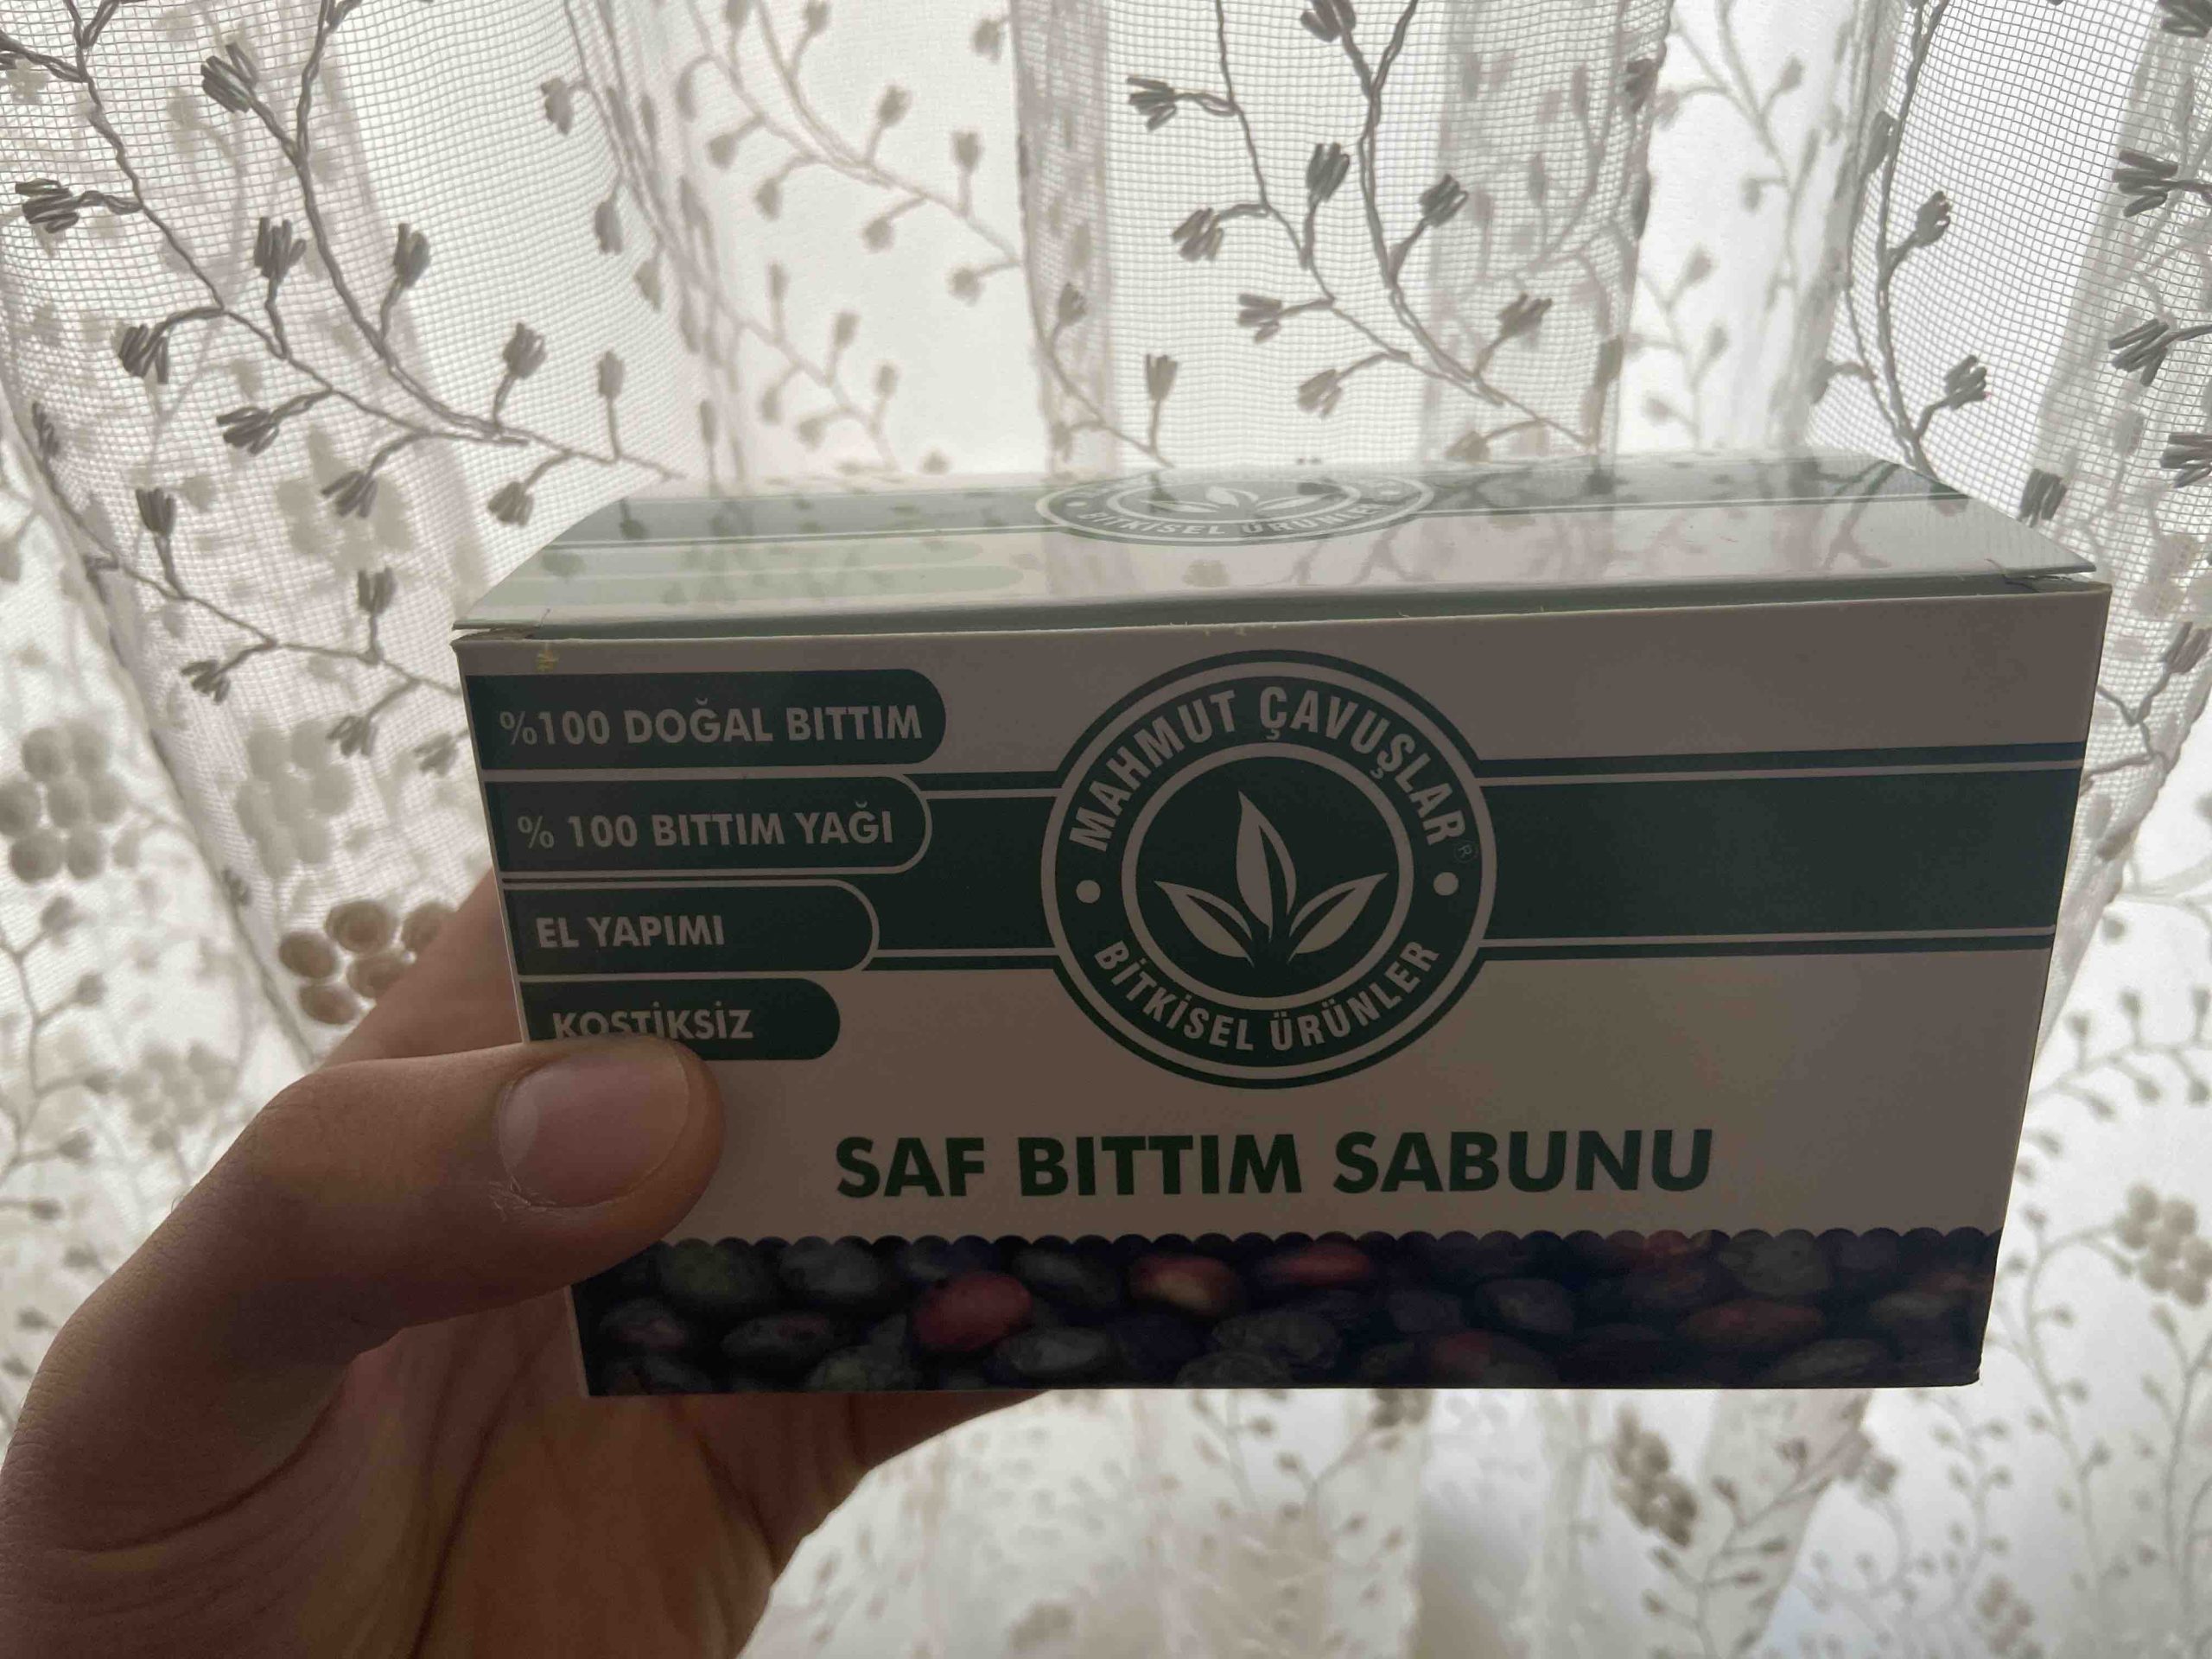 BİTKİSEL ÜRÜNLER
%100 DOĞAL BITTIM
% 100 BITTIM YAĞI
EL YAPIMI
KOSTİKSİZ
MAHMUT ÇAVUŞLAR®
BİTKİSEL ÜRÜNLER
SAF BITTIM SABUNU